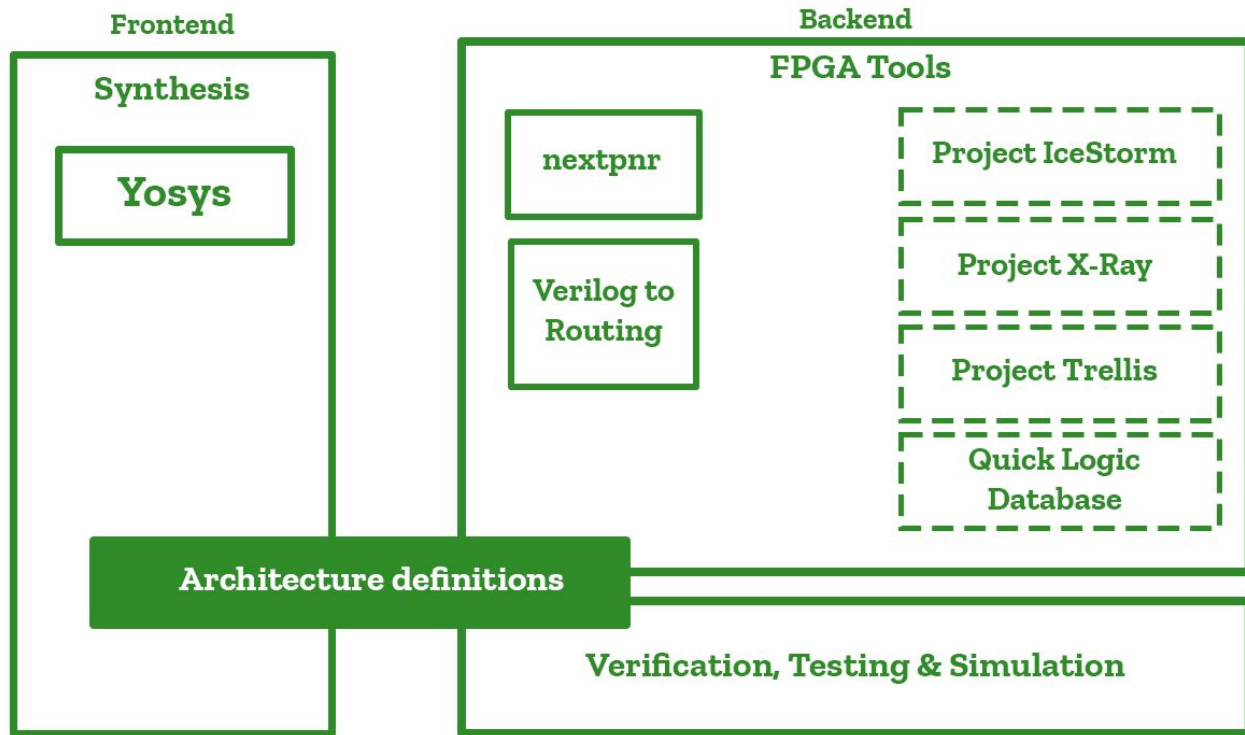 Frontend
Synthesis
Yosys
Backend
FPGA Tools
nextpnr
Verilog to
Routing
Project IceStorm
Project X-Ray
Project Trellis
Quick Logic
Database
Architecture definitions
Verification, Testing & Simulation